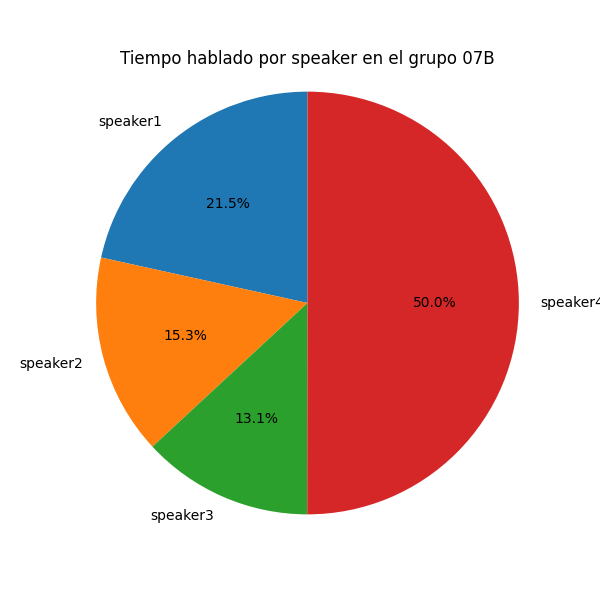 Tiempo hablado por speaker en el grupo 07B
speaker1
21.5%
50.0%
speaker4
15.3%
speaker2
13.1%
speaker3